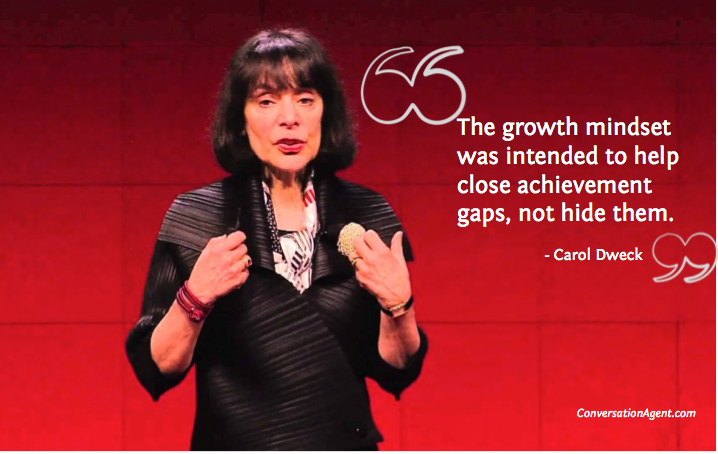 The growth mindset
was intended to help
close achievement
gaps, not hide them.
- Carol Dweck
ConversationAgent.com